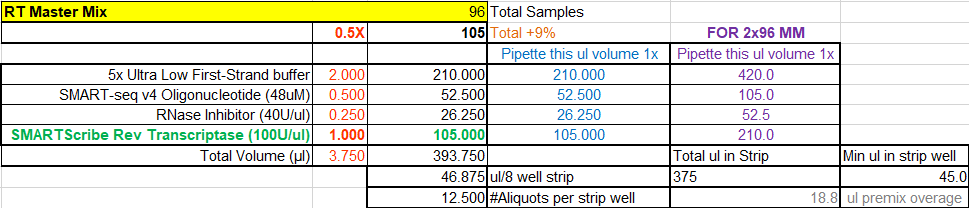 RT Master Mix 96 Total Samples
0.5X 105 Total +9% FOR 2x96 MM
Pipette this ul volume 1x Pipette this ul volume 1x
5x Ultra Low First-Strand buffer 2.000 210.000 210.000 420.0
SMART-seq v4 Oligonucleotide (48uM) 0.500 52.500 52.500 105.0
RNase Inhibitor (40U/ul) 0.250 26.250 26.250 52.5
SMARTScribe Rev Transcriptase (100U/ul) 1.000 105.000 105.000 210.0
Total Volume (µl) 3.750 393.750 Total ul in Strip Min ul in strip well
46.875 ul/8 well strip 375 45.0
12.500 #Aliquots per strip well 18.8 ul premix overage